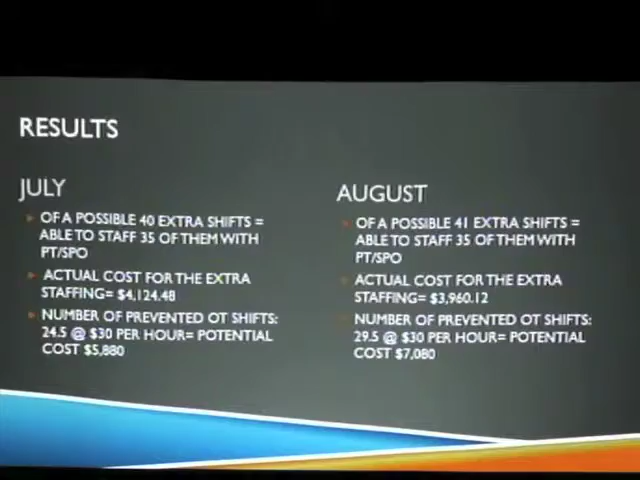 RESULTS
JULY
OF A POSSIBLE 40 EXTRA SHIFTS =
ABLE TO STAFF 35 OF THEM WITH
PT/SPO
ACTUAL COST FOR THE EXTRA
STAFFING= $4,124.48
NUMBER OF PREVENTED OT SHIFTS:
24.5 @ $30 PER HOUR= POTENTIAL
COST $5,880
AUGUST
OF A POSSIBLE 41 EXTRA SHIFTS =
ABLE TO STAFF 35 OF THEM WITH
PT/SPO
ACTUAL COST FOR THE EXTRA
STAFFING= $3,960.12
NUMBER OF PREVENTED OT SHIFTS:
29.5 @ $30 PER HOUR= POTENTIAL
COST $7,080